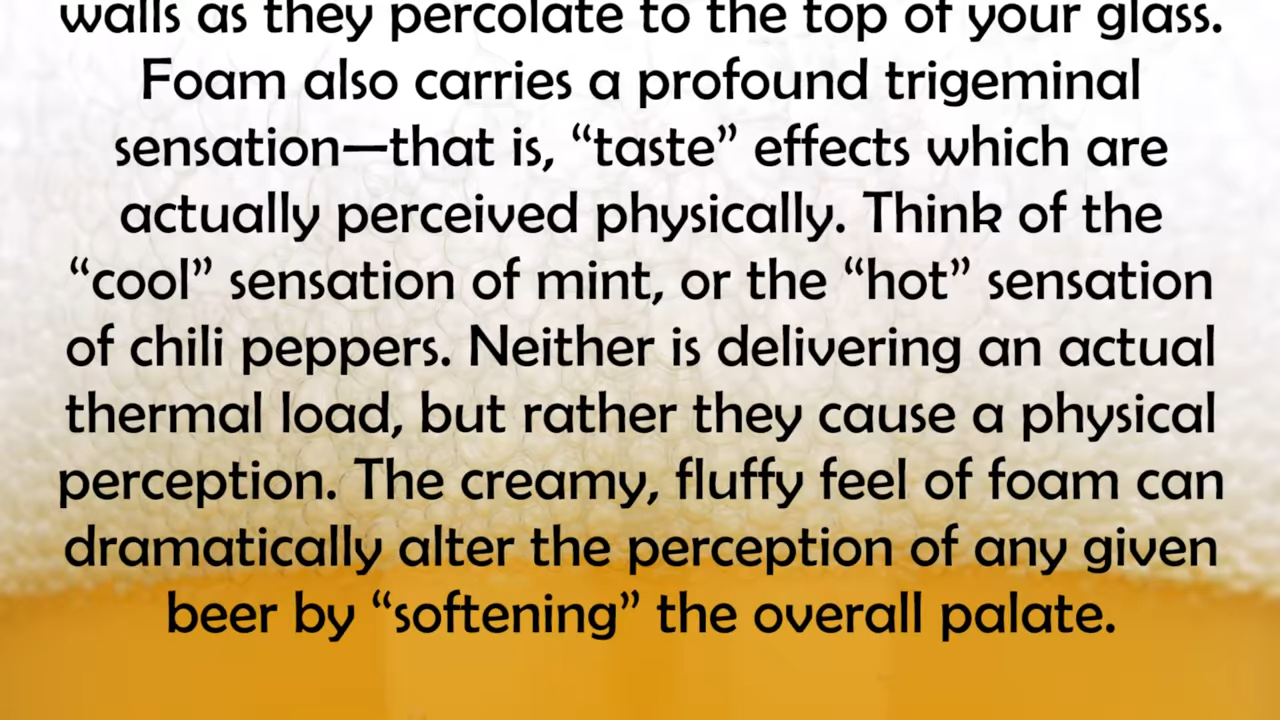 walls as they percolate to the top of your glass.
Foam also carries a profound trigeminal
sensation—that is, “taste” effects which are
actually perceived physically. Think of the
“cool” sensation of mint, or the “hot” sensation
of chili peppers. Neither is delivering an actual
thermal load, but rather they cause a physical
perception. The creamy, fluffy feel of foam can
dramatically alter the perception of any given
beer by “softening” the overall palate.